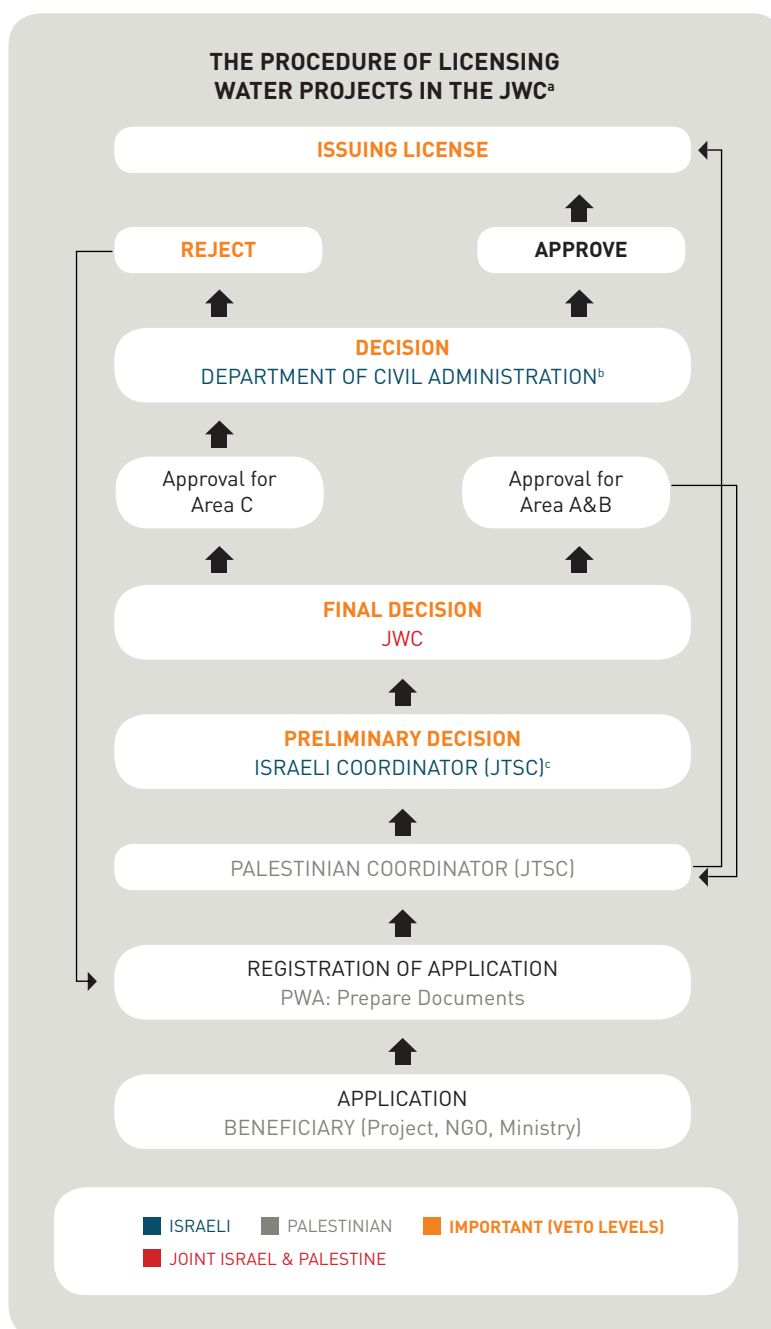 THE PROCEDURE OF LICENSING
WATER PROJECTS IN THE JWCª
ISSUING LICENSE
REJECT
APPROVE
DECISION
DEPARTMENT OF CIVIL ADMINISTRATIONᵇ
Approval for
Area C
Approval for
Area A&B
FINAL DECISION
JWC
PRELIMINARY DECISION
ISRAELI COORDINATOR (JTSC)ᶜ
PALESTINIAN COORDINATOR (JTSC)
REGISTRATION OF APPLICATION
PWA: Prepare Documents
APPLICATION
BENEFICIARY (Project, NGO, Ministry)
ISRAELI
PALESTINIAN
IMPORTANT (VETO LEVELS)
JOINT ISRAEL & PALESTINE